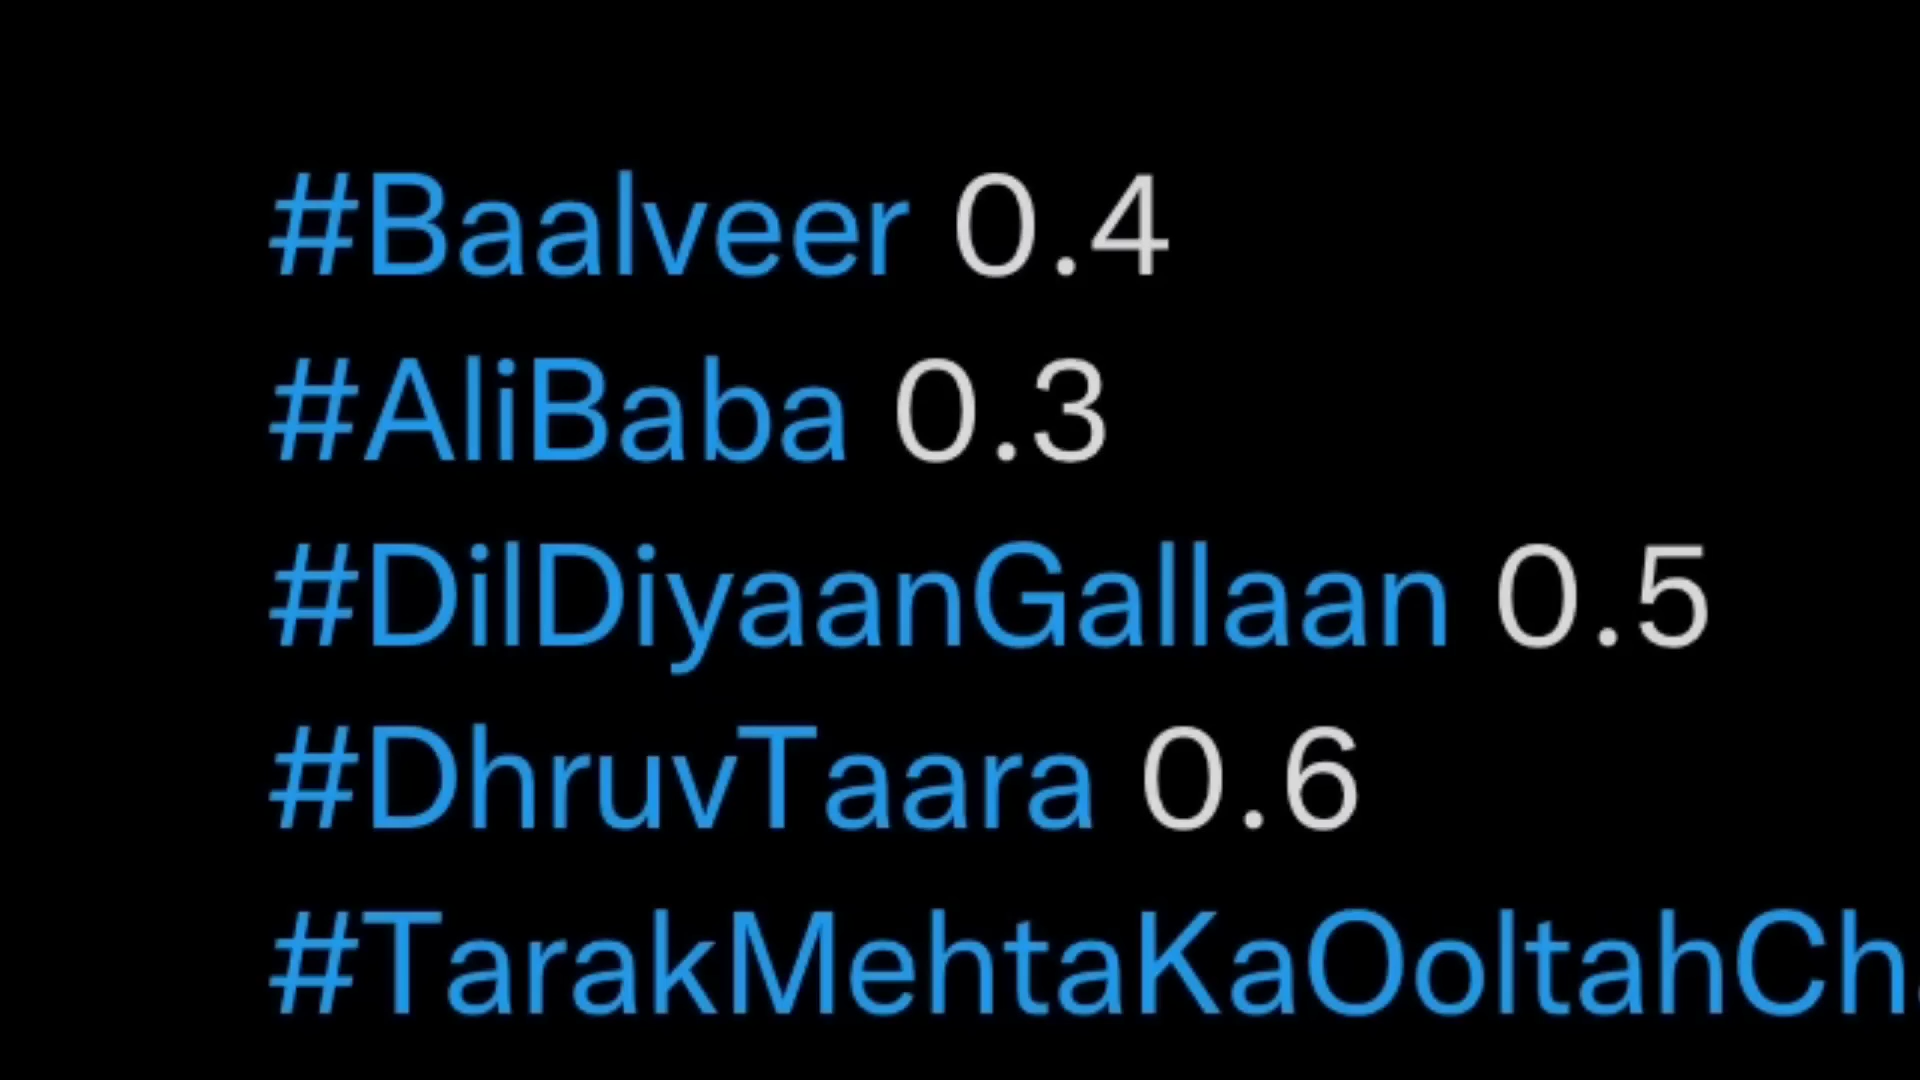 #Baalveer 0.4
#AliBaba 0.3
#DilDiyaanGallaan 0.5
#DhruvTaara 0.6
#TarakMehtaKaOoltahCh